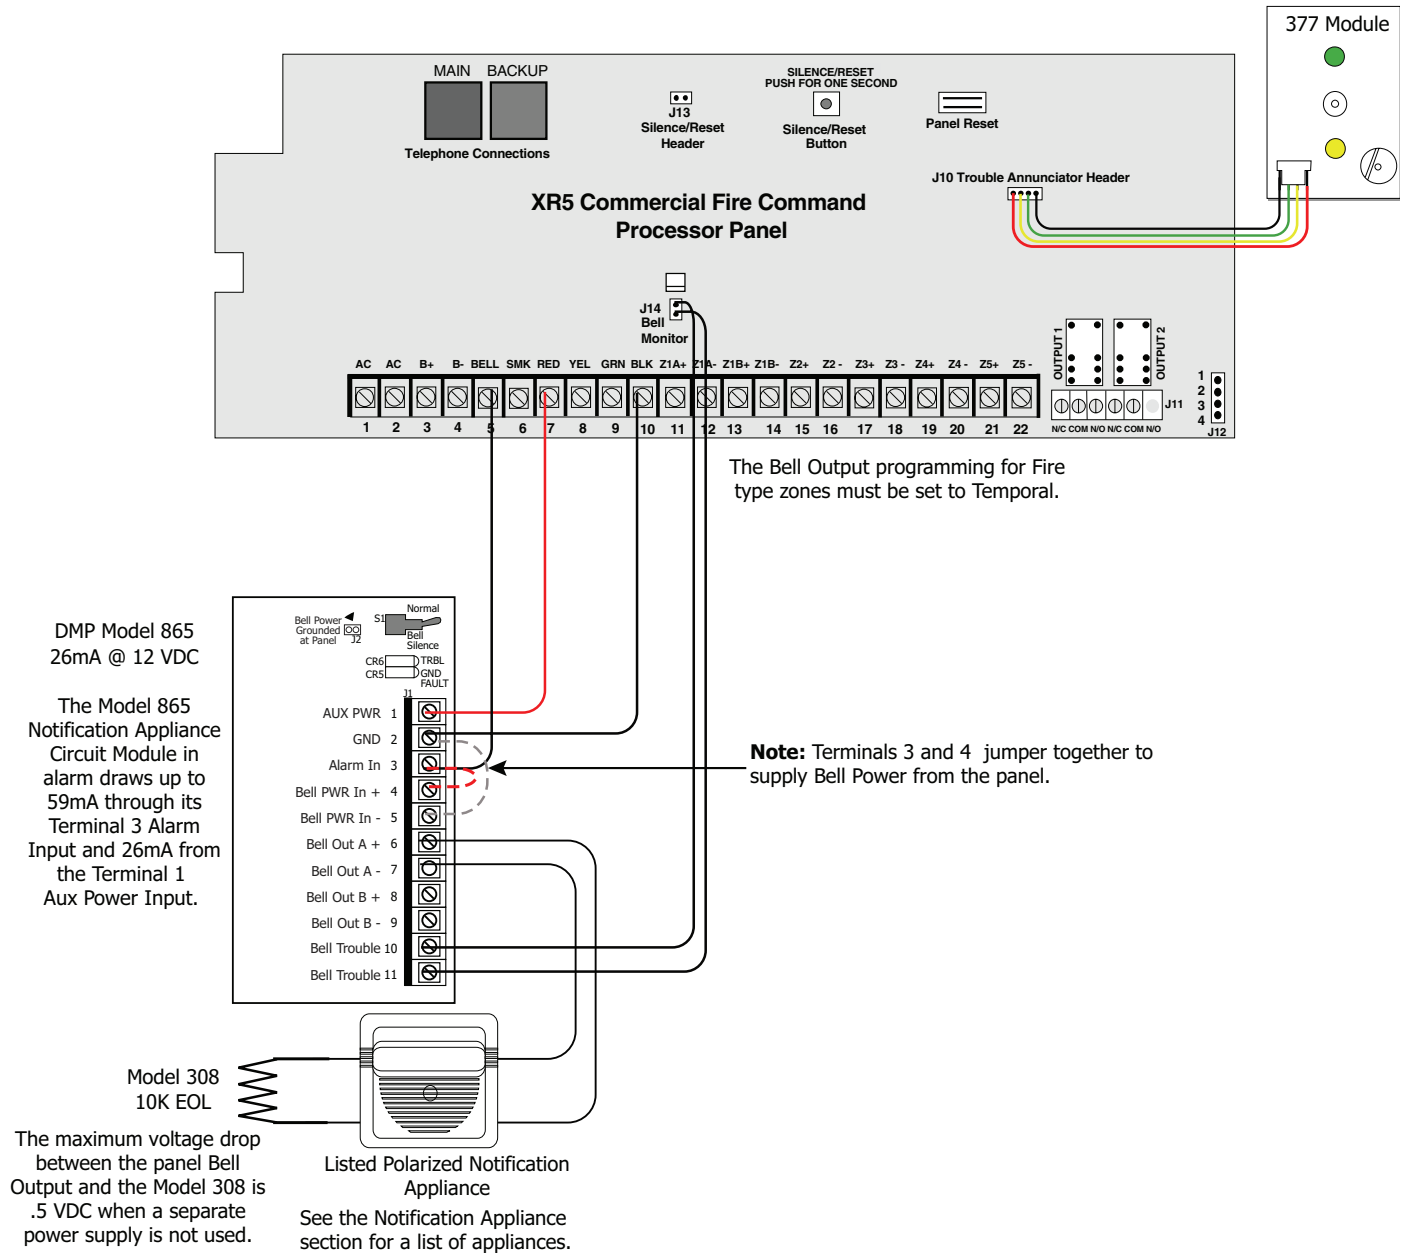 377 Module
MAIN BACKUP
Telephone Connections
J13
Silence/Reset
Header
SILENCE/RESET
PUSH FOR ONE SECOND
Silence/Reset
Button
Panel Reset
J10 Trouble Annunciator Header
XR5 Commercial Fire Command
Processor Panel
J14
Bell
Monitor
OUTPUT 1
OUTPUT 2
AC AC B+ B- BELL SMK RED YEL GRN BLK Z1A+ Z1A- Z1B+ Z1B- Z2+ Z2 - Z3+ Z3 - Z4+ Z4 - Z5+ Z5 -
1 2 3 4 5 6 7 8 9 10 11 12 13 14 15 16 17 18 19 20 21 22
N/C COM N/O N/C COM N/O
J11
1
2
3
4
J12
The Bell Output programming for Fire
type zones must be set to Temporal.
DMP Model 865
26mA @ 12 VDC
The Model 865
Notification Appliance
Circuit Module in
alarm draws up to
59mA through its
Terminal 3 Alarm
Input and 26mA from
the Terminal 1
Aux Power Input.
Bell Power
Grounded
at Panel
J2
S1
Normal
Bell
Silence
CR6 TRBL
CR5 GND
FAULT
J1
AUX PWR 1
GND 2
Alarm In 3
Bell PWR In + 4
Bell PWR In - 5
Bell Out A + 6
Bell Out A - 7
Bell Out B + 8
Bell Out B - 9
Bell Trouble 10
Bell Trouble 11
Note: Terminals 3 and 4 jumper together to
supply Bell Power from the panel.
Model 308
10K EOL
The maximum voltage drop
between the panel Bell
Output and the Model 308 is
.5 VDC when a separate
power supply is not used.
Listed Polarized Notification
Appliance
See the Notification Appliance
section for a list of appliances.